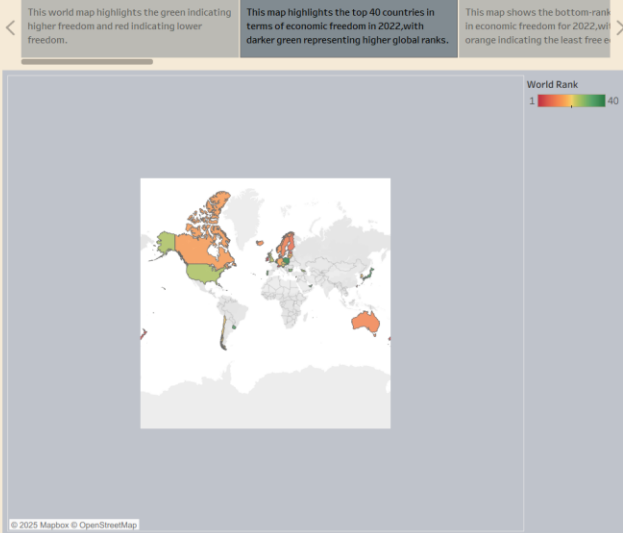 This world map highlights the green indicating
higher freedom and red indicating lower
freedom.
This map highlights the top 40 countries in
terms of economic freedom in 2022,with
darker green representing higher global ranks.
This map shows the bottom-rank
in economic freedom for 2022,wi
orange indicating the least free e
World Rank
1
40
© 2025 Mapbox © OpenStreetMap